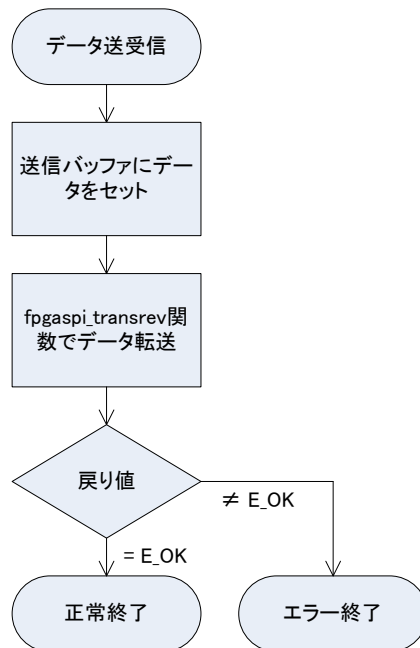 データ送受信
送信バッファにデー
タをセット
fpgaspi_transrev関
数でデータ転送
戻り値
≠ E_OK
= E_OK
正常終了
エラー終了